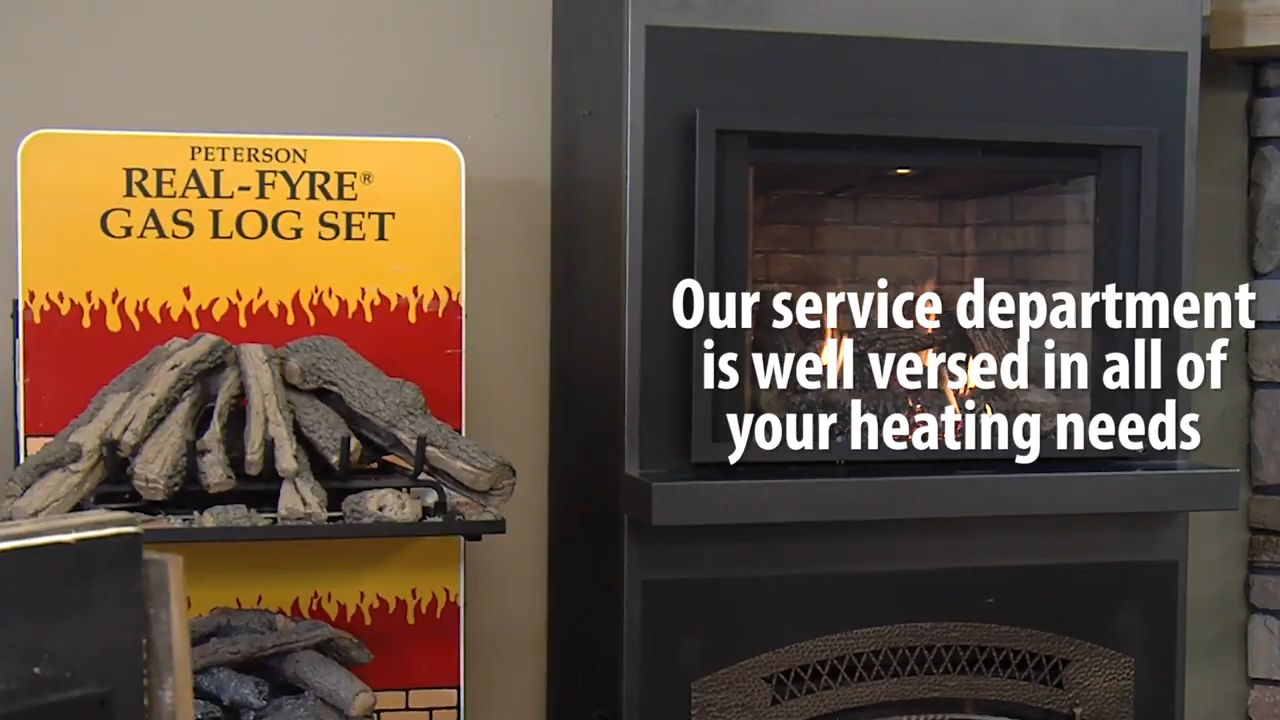 PETERSON
REAL-FYRE®
GAS LOG SET
Our service department
is well versed in all of
your heating needs